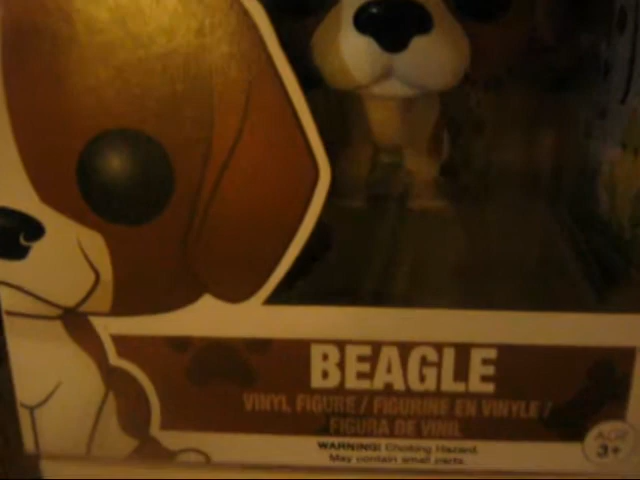 BEAGLE
VINYL FIGURE / FIGURINE EN VINYLE /
FIGURA DE VINIL
WARNING! Choking Hazard.
May contain small parts.
AGE
3+